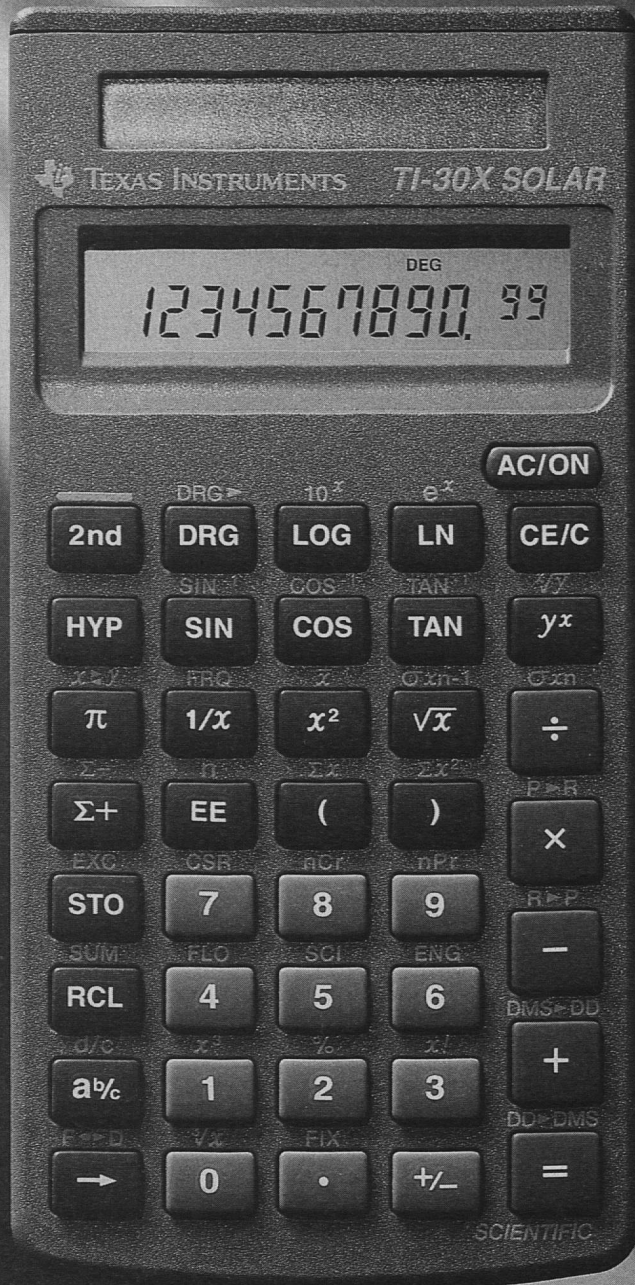 TEXAS INSTRUMENTS TI-30X SOLAR
DEG
1234567890. 99
AC/ON
DRG► 10ˣ eˣ
2nd DRG LOG LN CE/C
SIN⁻¹ COS⁻¹ TAN⁻¹ ˣ√y
HYP SIN COS TAN yˣ
x►y FRQ x̄ σxn-1 σxn
π 1/x x² √x ÷
Σ− n Σx Σx²
Σ+ EE ( )
P►R
×
EXC CSR nCr nPr
STO 7 8 9
R►P
−
SUM FLO SCI ENG
RCL 4 5 6
DMS►DD
+
d/c x³ % x!
ab/c 1 2 3
DD►DMS
=
F◄►D ³√x FIX
→ 0 . +/−
SCIENTIFIC